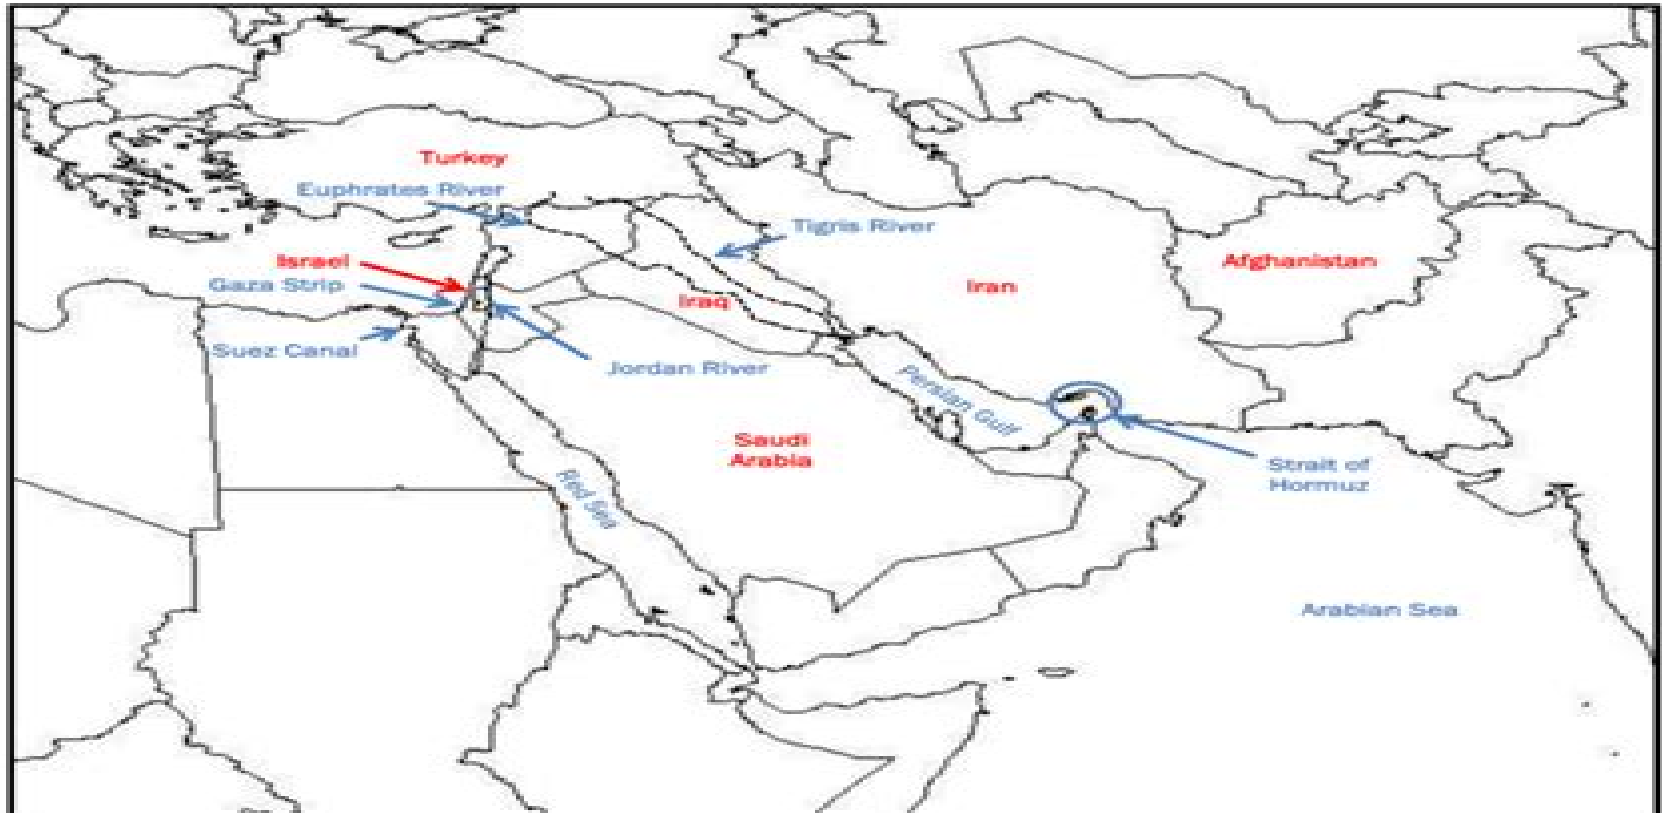 Turkey
Euphrates River
Tigris River
Israel
Gaza Strip
Iraq
Iran
Afghanistan
Suez Canal
Jordan River
Persian Gulf
Saudi
Arabia
Strait of
Hormuz
Red Sea
Arabian Sea